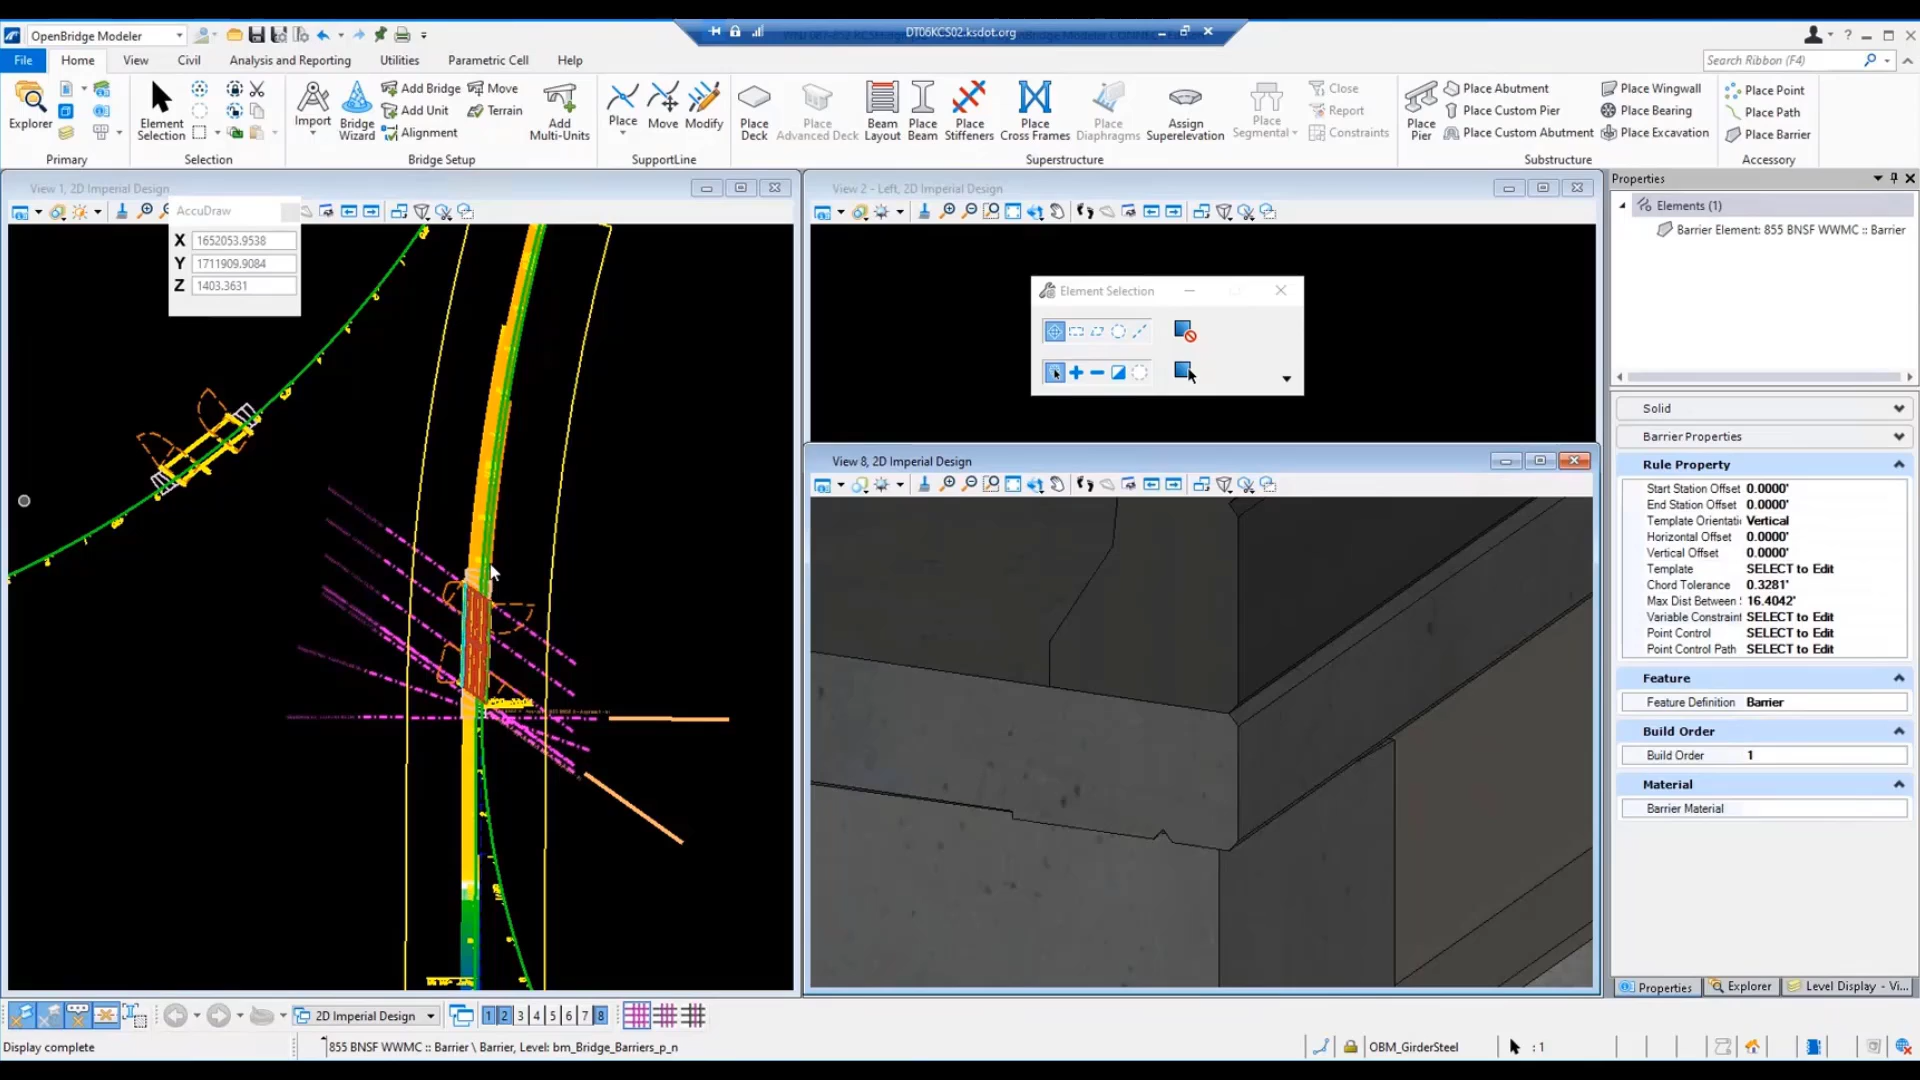 OpenBridge Modeler
DT06KCS02.ksdot.org
File Home View Civil Analysis and Reporting Utilities Parametric Cell Help
Search Ribbon (F4)
Explorer
Element Selection
Import
Bridge Wizard
Add Bridge
Add Unit
Alignment
Move
Terrain
Add Multi-Units
Place
Move
Modify
Place Deck
Place Advanced Deck
Beam Layout
Place Beam
Place Stiffeners
Place Cross Frames
Place Diaphragms
Assign Superelevation
Place Segmental
Close
Report
Constraints
Place Pier
Place Abutment
Place Custom Pier
Place Custom Abutment
Place Wingwall
Place Bearing
Place Excavation
Place Point
Place Path
Place Barrier
Primary Selection Bridge Setup SupportLine Superstructure Substructure Accessory
View 1, 2D Imperial Design
AccuDraw
X 1652053.9538
Y 1711909.9084
Z 1403.3631
View 2 - Left, 2D Imperial Design
Element Selection
View 8, 2D Imperial Design
Properties
Elements (1)
Barrier Element: 855 BNSF WWMC :: Barrier
Solid
Barrier Properties
Rule Property
Start Station Offset 0.0000'
End Station Offset 0.0000'
Template Orientati Vertical
Horizontal Offset 0.0000'
Vertical Offset 0.0000'
Template SELECT to Edit
Chord Tolerance 0.3281'
Max Dist Between 16.4042'
Variable Constraint SELECT to Edit
Point Control SELECT to Edit
Point Control Path SELECT to Edit
Feature
Feature Definition Barrier
Build Order
Build Order 1
Material
Barrier Material
Properties Explorer Level Display - Vi...
2D Imperial Design 1 2 3 4 5 6 7 8
Display complete
855 BNSF WWMC :: Barrier \ Barrier, Level: bm_Bridge_Barriers_p_n
OBM_GirderSteel
: 1